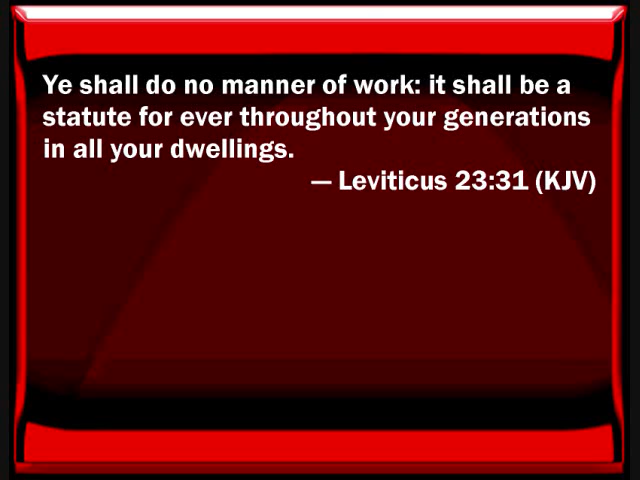 Ye shall do no manner of work: it shall be a
statute for ever throughout your generations
in all your dwellings.
— Leviticus 23:31 (KJV)